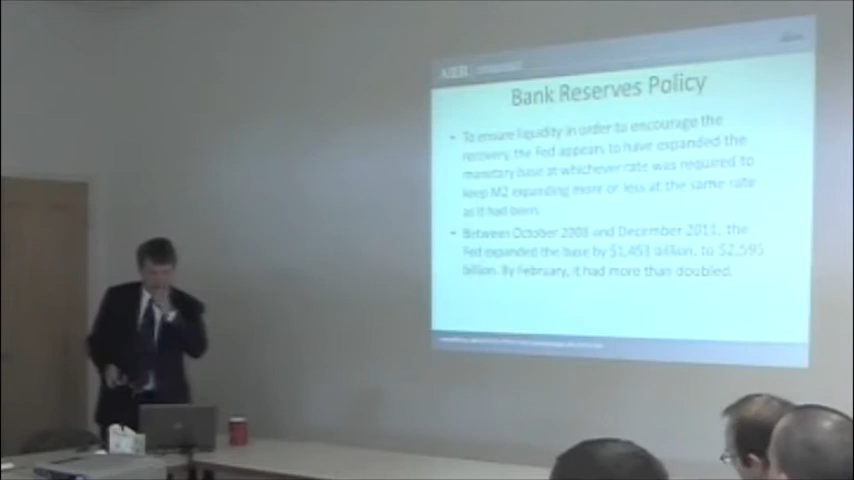 AIER
Bank Reserves Policy
• To ensure liquidity in order to encourage the
recovery, the Fed appears to have expanded the
monetary base at whichever rate was required to
keep M2 expanding more or less at the same rate
as it had been.
• Between October 2008 and December 2011, the
Fed expanded the base by $1,453 billion, to $2,595
billion. By February, it had more than doubled.